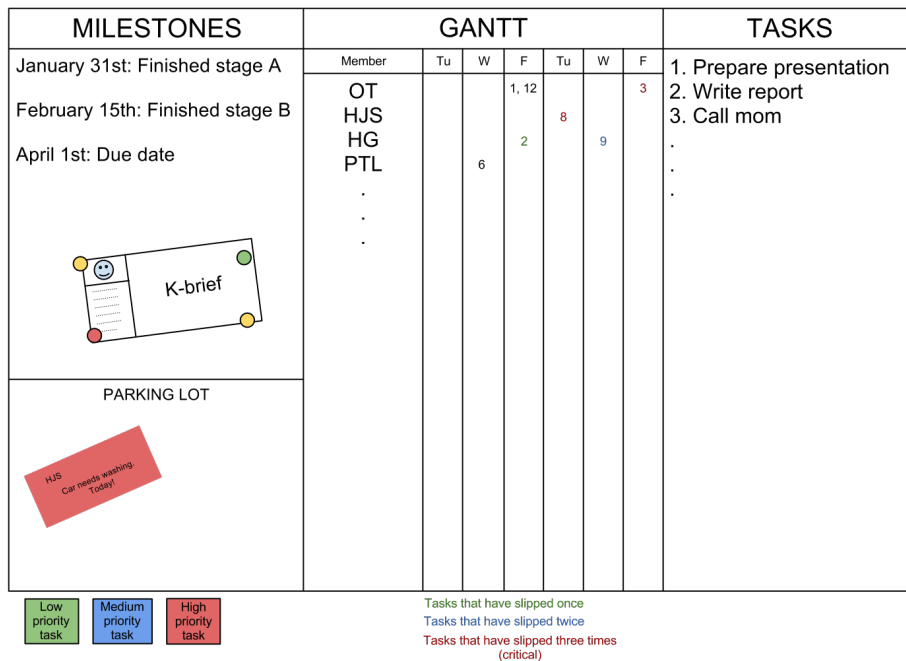 MILESTONES
January 31st: Finished stage A
February 15th: Finished stage B
April 1st: Due date
K-brief
PARKING LOT
HJS
Car needs washing.
Today!
GANTT
Member Tu W F Tu W F
OT 1, 12 3
HJS 8
HG 2 9
PTL 6
.
.
.
TASKS
1. Prepare presentation
2. Write report
3. Call mom
.
.
.
Low
priority
task
Medium
priority
task
High
priority
task
Tasks that have slipped once
Tasks that have slipped twice
Tasks that have slipped three times
(critical)